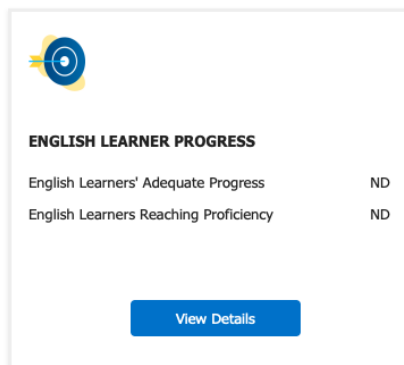 ENGLISH LEARNER PROGRESS
English Learners' Adequate Progress ND
English Learners Reaching Proficiency ND
View Details